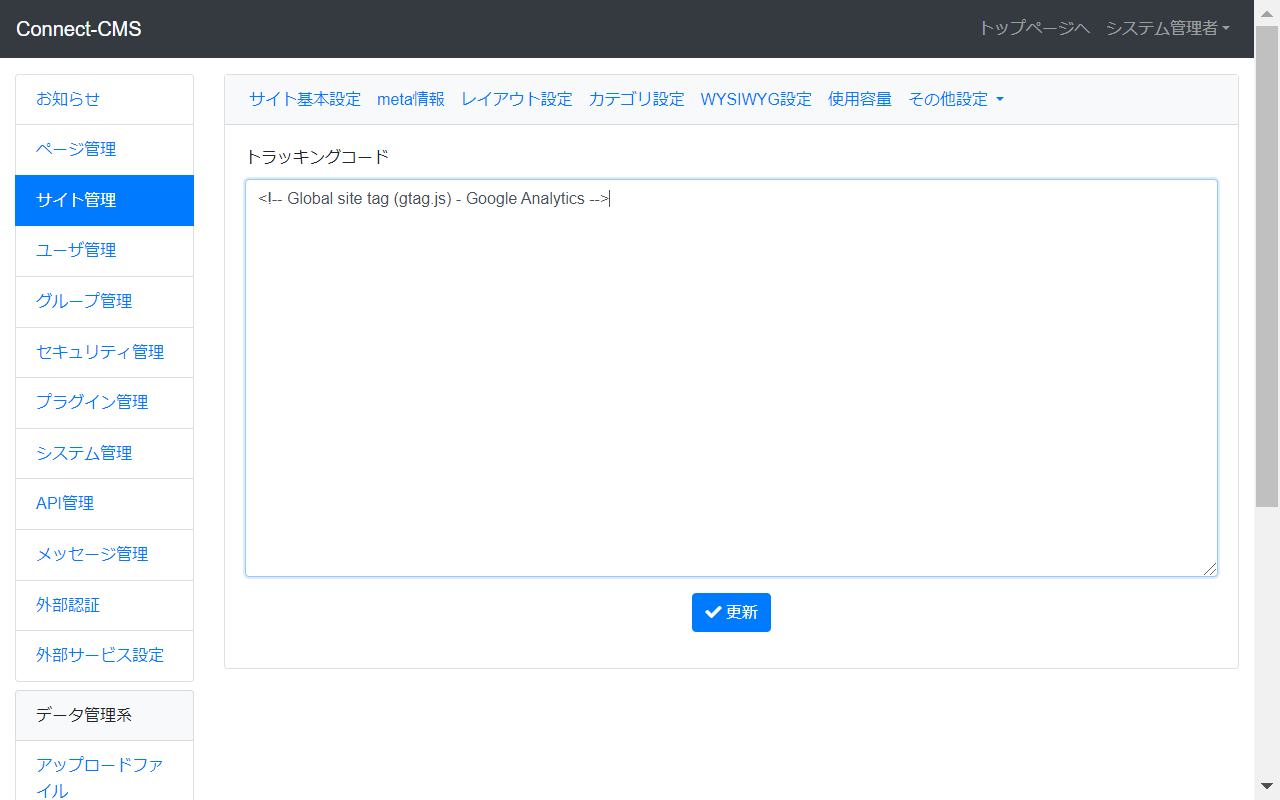 Connect-CMS
トップページへ システム管理者
お知らせ
ページ管理
サイト管理
ユーザ管理
グループ管理
セキュリティ管理
プラグイン管理
システム管理
API管理
メッセージ管理
外部認証
外部サービス設定
データ管理系
アップロードファ
イル
サイト基本設定 meta情報 レイアウト設定 カテゴリ設定 WYSIWYG設定 使用容量 その他設定
トラッキングコード
<!-- Global site tag (gtag.js) - Google Analytics -->
更新